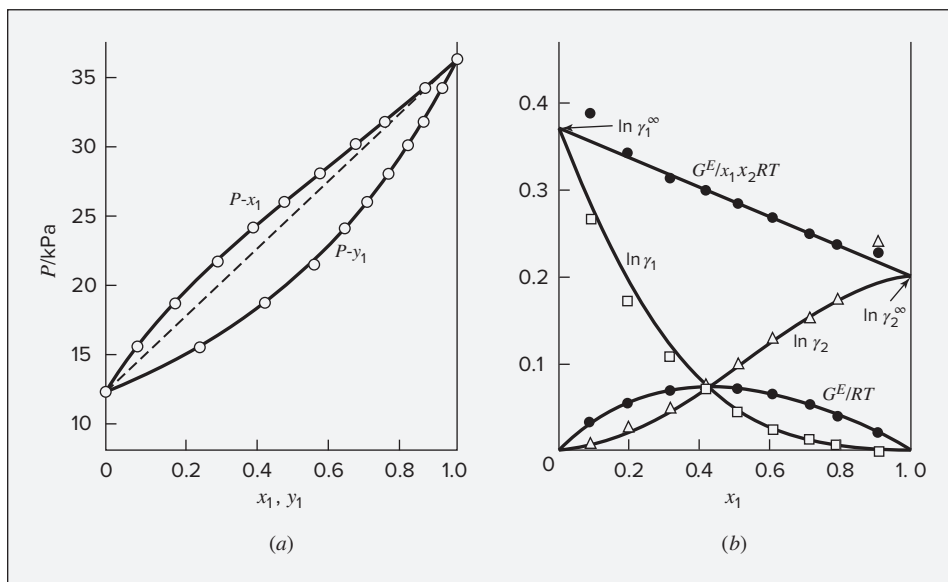 35
30
25
20
15
10
P/kPa
P-x₁
P-y₁
0
0.2
0.4
0.6
0.8
1.0
x₁, y₁
(a)
0.4
0.3
0.2
0.1
0
ln γ₁^∞
Gᴱ/x₁x₂RT
ln γ₁
ln γ₂^∞
ln γ₂
Gᴱ/RT
0.2
0.4
0.6
0.8
1. 0
x₁
(b)